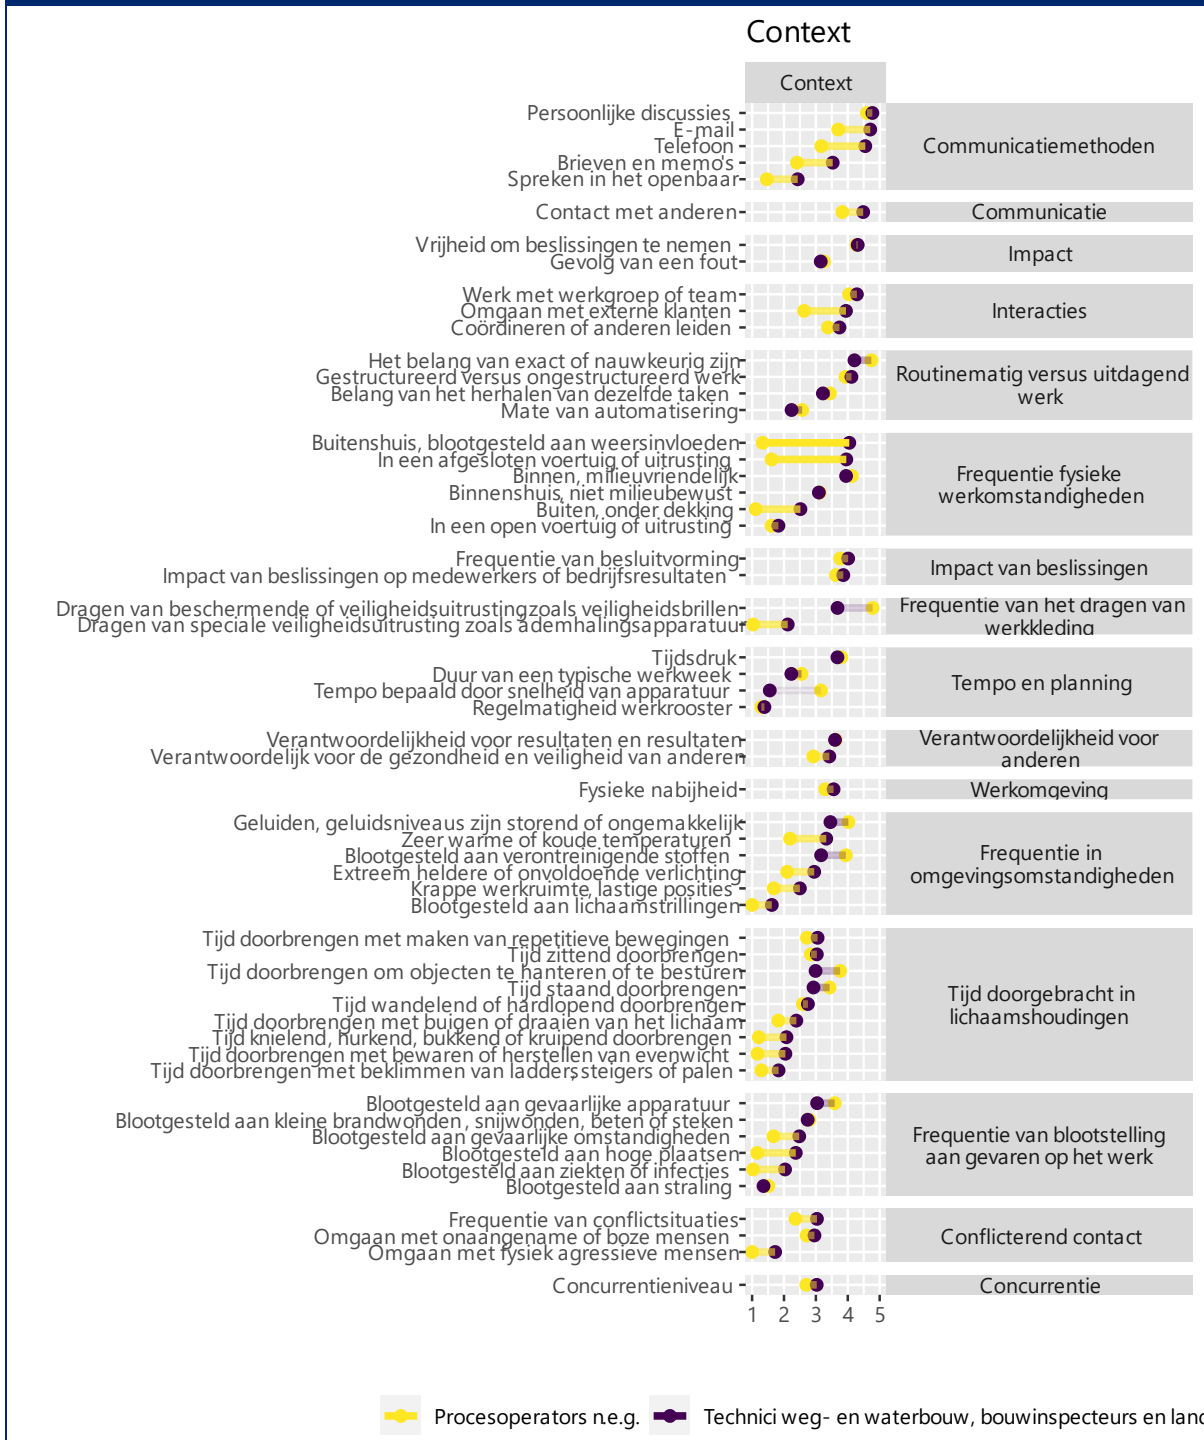 Context
Context
Persoonlijke discussies
E-mail
Telefoon
Brieven en memo's
Spreken in het openbaar
Communicatiemethoden
Contact met anderen
Communicatie
Vrijheid om beslissingen te nemen
Gevolg van een fout
Impact
Werk met werkgroep of team
Omgaan met externe klanten
Coördineren of anderen leiden
Interacties
Het belang van exact of nauwkeurig zijn
Gestructureerd versus ongestructureerd werk
Belang van het herhalen van dezelfde taken
Mate van automatisering
Routinematig versus uitdagend
werk
Buitenshuis, blootgesteld aan weersinvloeden
In een afgesloten voertuig of uitrusting
Binnen, milieuvriendelijk
Binnenshuis, niet milieubewust
Buiten, onder dekking
In een open voertuig of uitrusting
Frequentie fysieke
werkomstandigheden
Frequentie van besluitvorming
Impact van beslissingen op medewerkers of bedrijfsresultaten
Impact van beslissingen
Dragen van beschermende of veiligheidsuitrustingzoals veiligheidsbrillen
Dragen van speciale veiligheidsuitrusting zoals ademhalingsapparatuur
Frequentie van het dragen van
werkkleding
Tijdsdruk
Duur van een typische werkweek
Tempo bepaald door snelheid van apparatuur
Regelmatigheid werkrooster
Tempo en planning
Verantwoordelijkheid voor resultaten en resultaten
Verantwoordelijk voor de gezondheid en veiligheid van anderen
Verantwoordelijkheid voor
anderen
Fysieke nabijheid
Werkomgeving
Geluiden, geluidsniveaus zijn storend of ongemakkelijk
Zeer warme of koude temperaturen
Blootgesteld aan verontreinigende stoffen
Extreem heldere of onvoldoende verlichting
Krappe werkruimte, lastige posities
Blootgesteld aan lichaamstrillingen
Frequentie in
omgevingsomstandigheden
Tijd doorbrengen met maken van repetitieve bewegingen
Tijd zittend doorbrengen
Tijd doorbrengen om objecten te hanteren of te besturen
Tijd staand doorbrengen
Tijd wandelend of hardlopend doorbrengen
Tijd doorbrengen met buigen of draaien van het lichaam
Tijd knielend, hurkend, bukkend of kruipend doorbrengen
Tijd doorbrengen met bewaren of herstellen van evenwicht
Tijd doorbrengen met beklimmen van ladders, steigers of palen
Tijd doorgebracht in
lichaamshoudingen
Blootgesteld aan gevaarlijke apparatuur
Blootgesteld aan kleine brandwonden, snijwonden, beten of steken
Blootgesteld aan gevaarlijke omstandigheden
Blootgesteld aan hoge plaatsen
Blootgesteld aan ziekten of infecties
Blootgesteld aan straling
Frequentie van blootstelling
aan gevaren op het werk
Frequentie van conflictsituaties
Omgaan met onaangename of boze mensen
Omgaan met fysiek agressieve mensen
Conflicterend contact
Concurrentieniveau
Concurrentie
1 2 3 4 5
Procesoperators n.e.g. Technici weg- en waterbouw, bouwinspecteurs en